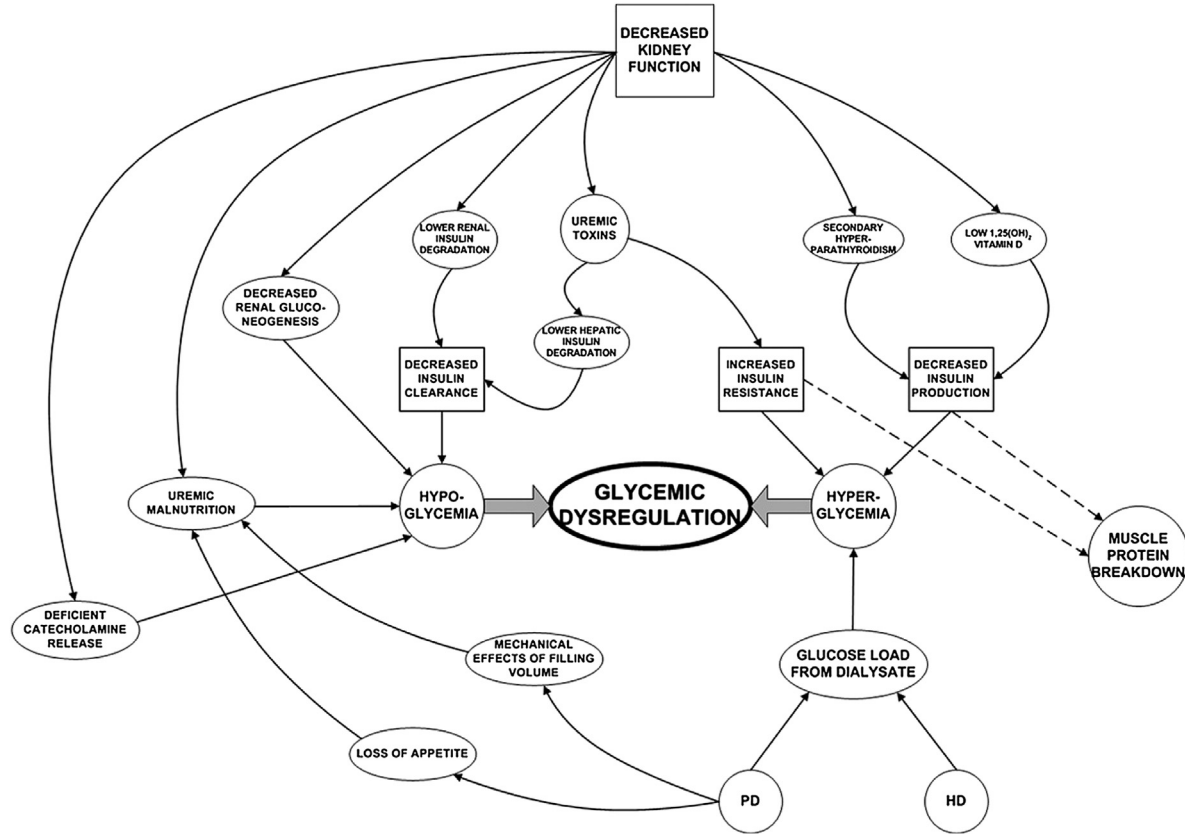 DECREASED
KIDNEY
FUNCTION
LOWER RENAL
INSULIN
DEGRADATION
UREMIC
TOXINS
SECONDARY
HYPER-
PARATHYROIDISM
LOW 1,25(OH)₂
VITAMIN D
DECREASED
RENAL GLUCO-
NEOGENESIS
LOWER HEPATIC
INSULIN
DEGRADATION
DECREASED
INSULIN
CLEARANCE
INCREASED
INSULIN
RESISTANCE
DECREASED
INSULIN
PRODUCTION
UREMIC
MALNUTRITION
HYPO-
GLYCEMIA
GLYCEMIC
DYSREGULATION
HYPER-
GLYCEMIA
MUSCLE
PROTEIN
BREAKDOWN
DEFICIENT
CATECHOLAMINE
RELEASE
MECHANICAL
EFFECTS OF FILLING
VOLUME
GLUCOSE LOAD
FROM DIALYSATE
LOSS OF APPETITE
PD
HD